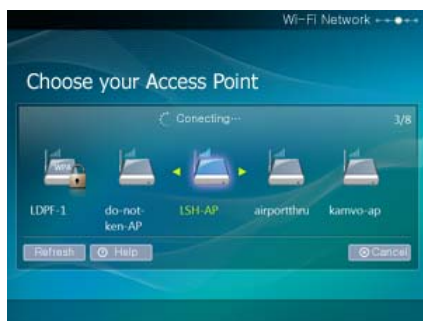 Wi-Fi Network
Choose your Access Point
Conecting...
3/8
WPA
LDPF-1
do-not-ken-AP
LSH-AP
airportthru
kamvo-ap
Refresh
Help
Cancel